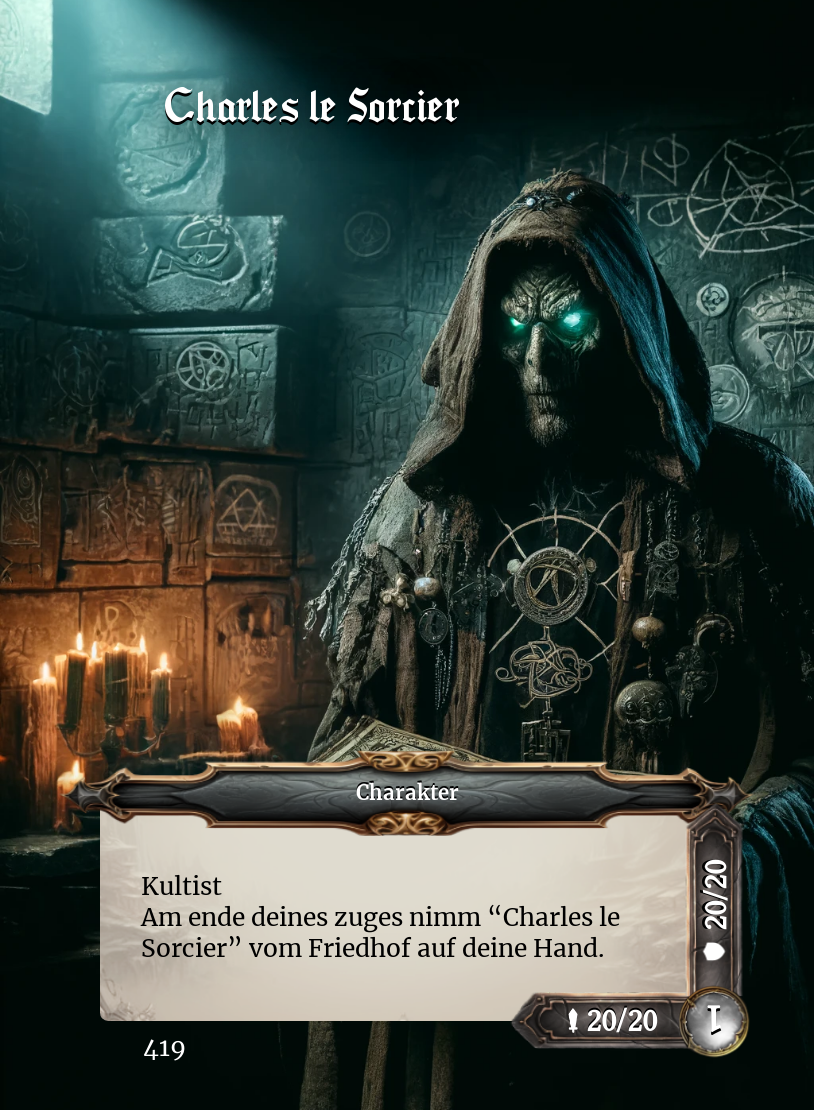 Charles le Sorcier
Charakter
Kultist
Am ende deines zuges nimm “Charles le
Sorcier” vom Friedhof auf deine Hand.
20/20
20/20
1
419